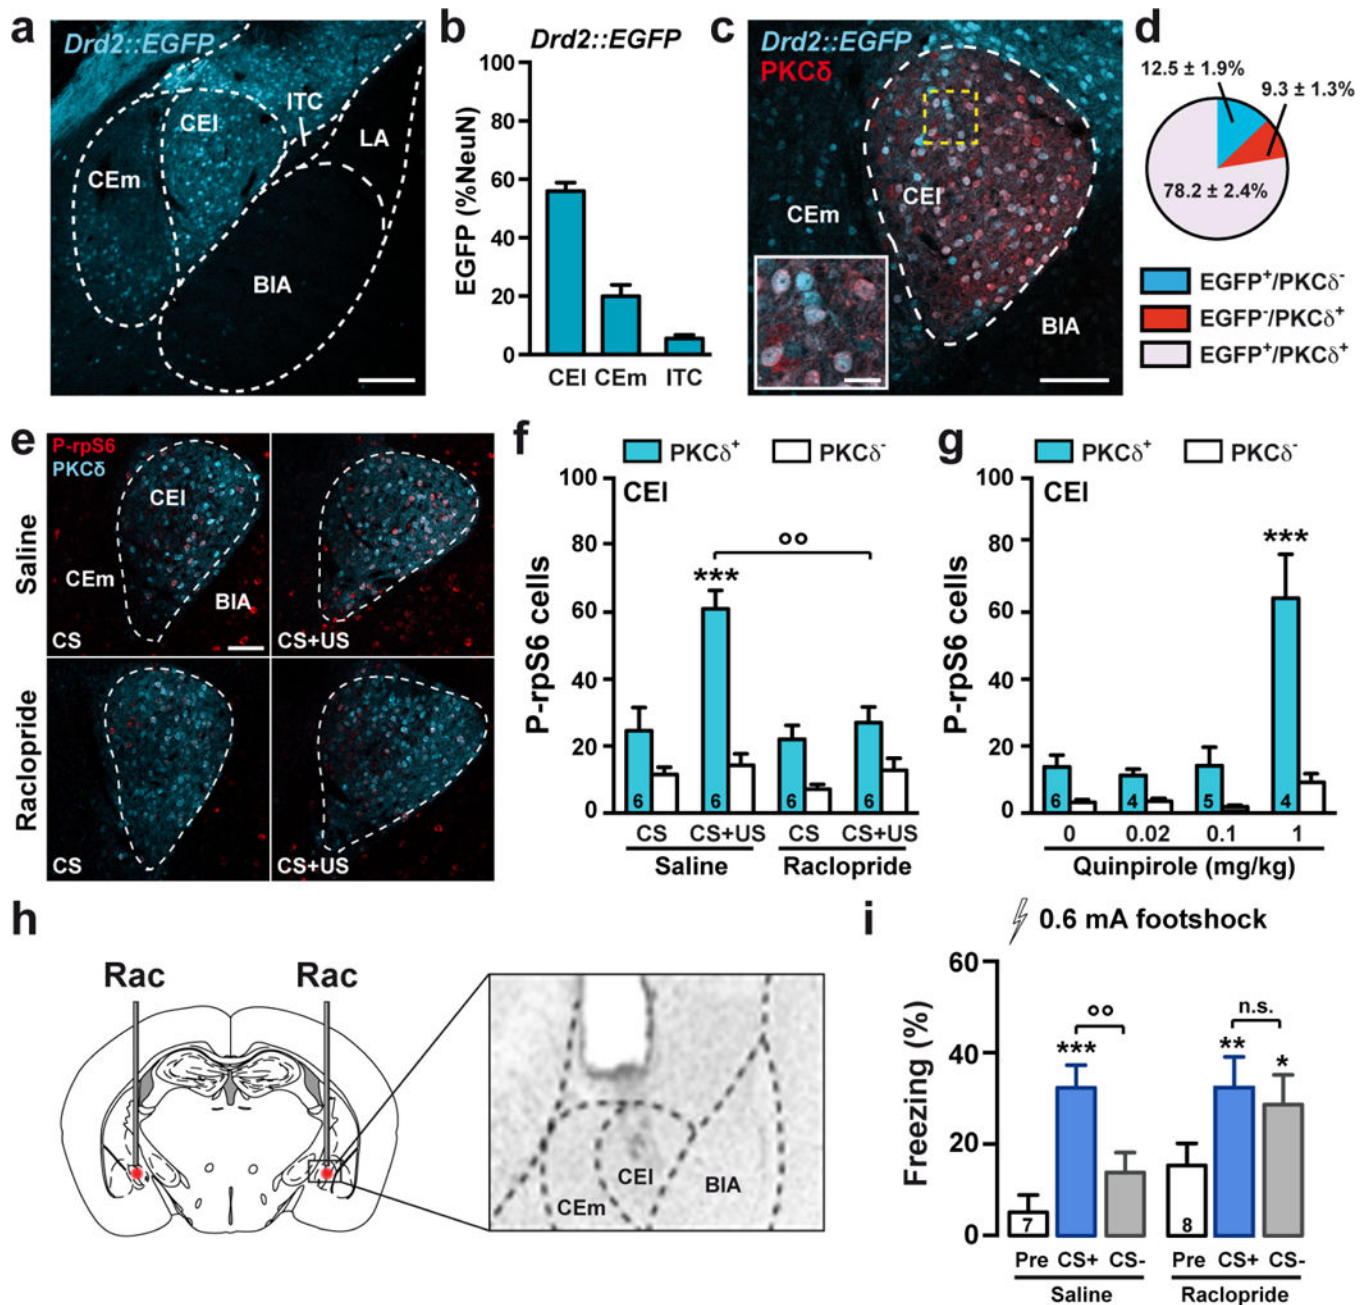 a
Drd2::EGFP
ITC
CEl
LA
CEm
BlA
b
Drd2::EGFP
EGFP (%NeuN)
100
80
60
40
20
0
CEl CEm ITC
c
Drd2::EGFP
PKCδ
CEm
CEl
BlA
d
12.5 ± 1.9%
9.3 ± 1.3%
78.2 ± 2.4%
EGFP⁺/PKCδ⁻
EGFP⁻/PKCδ⁺
EGFP⁺/PKCδ⁺
e
P-rpS6
PKCδ
CEl
CEm
BlA
Saline
CS
CS+US
Raclopride
CS
CS+US
f
PKCδ⁺ PKCδ⁻
CEl
P-rpS6 cells
100
80
60
40
20
0
°°
***
6 6 6 6
CS CS+US CS CS+US
Saline Raclopride
g
PKCδ⁺ PKCδ⁻
CEl
P-rpS6 cells
100
80
60
40
20
0
***
6 4 5 4
0 0.02 0.1 1
Quinpirole (mg/kg)
h
Rac Rac
CEl
CEm
BlA
i
0.6 mA footshock
Freezing (%)
60
40
20
0
°° n.s.
*** ** *
7 8
Pre CS+ CS- Pre CS+ CS-
Saline Raclopride